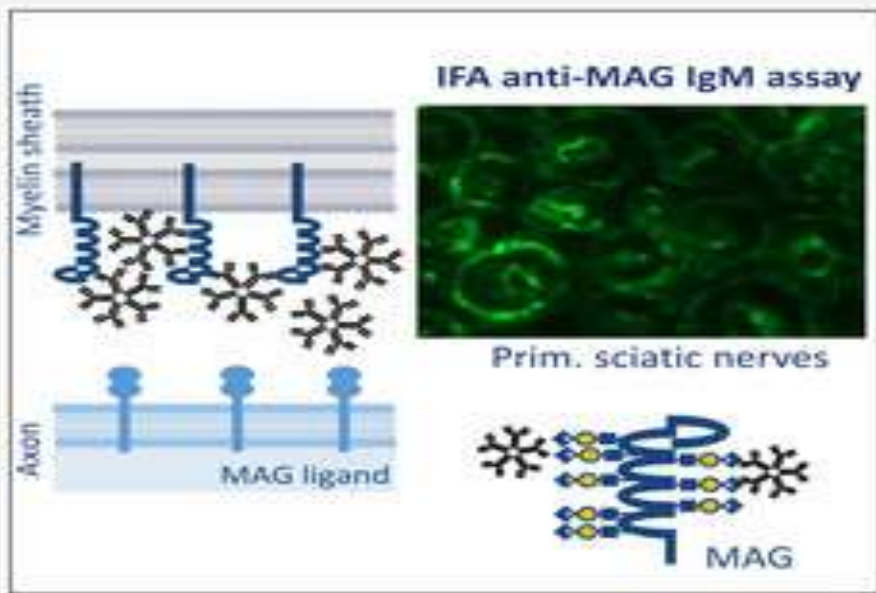 Myelin sheath
IFA anti-MAG IgM assay
Prim. sciatic nerves
Axon
MAG ligand
MAG